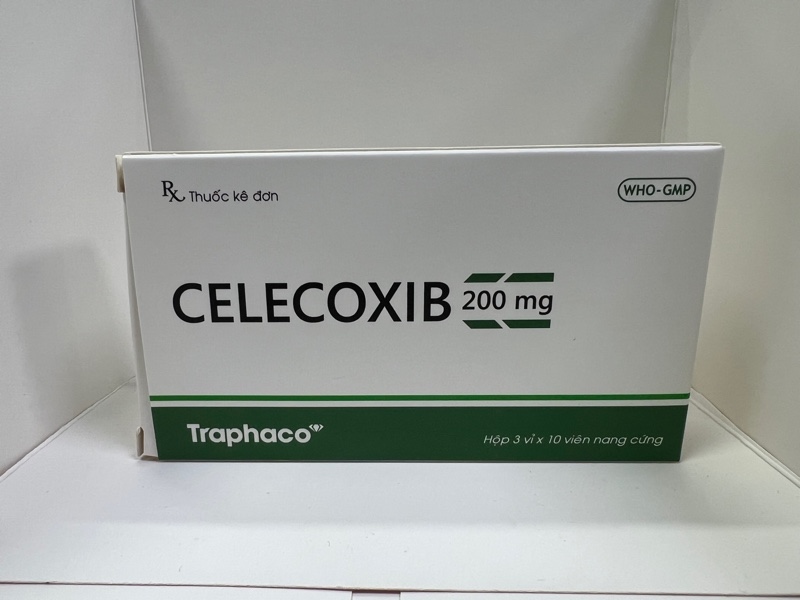 Rx Thuốc kê đơn
WHO-GMP
CELECOXIB 200 mg
Traphaco
Hộp 3 vỉ x 10 viên nang cứng